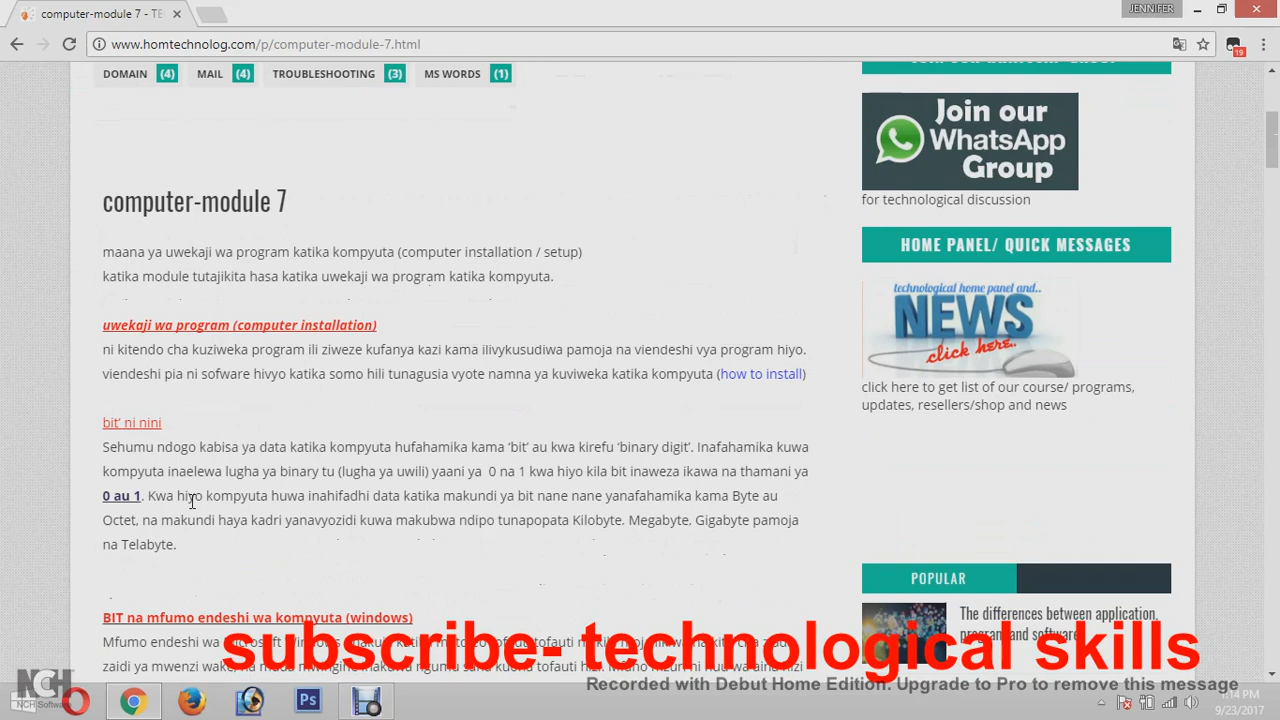 computer-module 7 - TE
JENNIFER
www.homtechnolog.com/p/computer-module-7.html
19
DOMAIN (4) MAIL (4) TROUBLESHOOTING (3) MS WORDS (1)
Join our
WhatsApp
Group
for technological discussion
computer-module 7
HOME PANEL/ QUICK MESSAGES
maana ya uwekaji wa program katika kompyuta (computer installation / setup)
katika module tutajikita hasa katika uwekaji wa program katika kompyuta.
technological home panel and..
NEWS
click here..
uwekaji wa program (computer installation)
ni kitendo cha kuziweka programu ziweze kufanya kazi kama ilivykusudiwa pamoja na viendeshi vya program hiyo.
viendeshi pia ni sofware hivyo katika somo hili tunagusia vyote namna ya kuviweka katika kompyuta (how to install)
click here to get list of our course/ programs,
updates, resellers/shop and news
bit’ ni nini
Sehumu ndogo kabisa ya data katika kompyuta hufahamika kama ‘bit’ au kwa kirefu ‘binary digit’. Inafahamika kuwa
kompyuta inaelewa lugha ya binary tu (lugha ya uwili) yaani ya 0 na 1 kwa hiyo kila bit inaweza ikawa na thamani ya
0 au 1. Kwa hiyo kompyuta huwa inahifadhi data katika makundi ya bit nane nane yanafahamika kama Byte au
Octet, na makundi haya kadri yanavyozidi kuwa makubwa ndipo tunapopata Kilobyte. Megabyte. Gigabyte pamoja
na Telabyte.
POPULAR
The differences between application,
program and software
BIT na mfumo endeshi wa kompyuta (windows)
Mfumo endeshi wa
zaidi ya mwenzi
subscribe- technological skills
Recorded with Debut Home Edition. Upgrade to Pro to remove this message
NCH
NCH Software
Ps
1:14 PM
9/23/2017